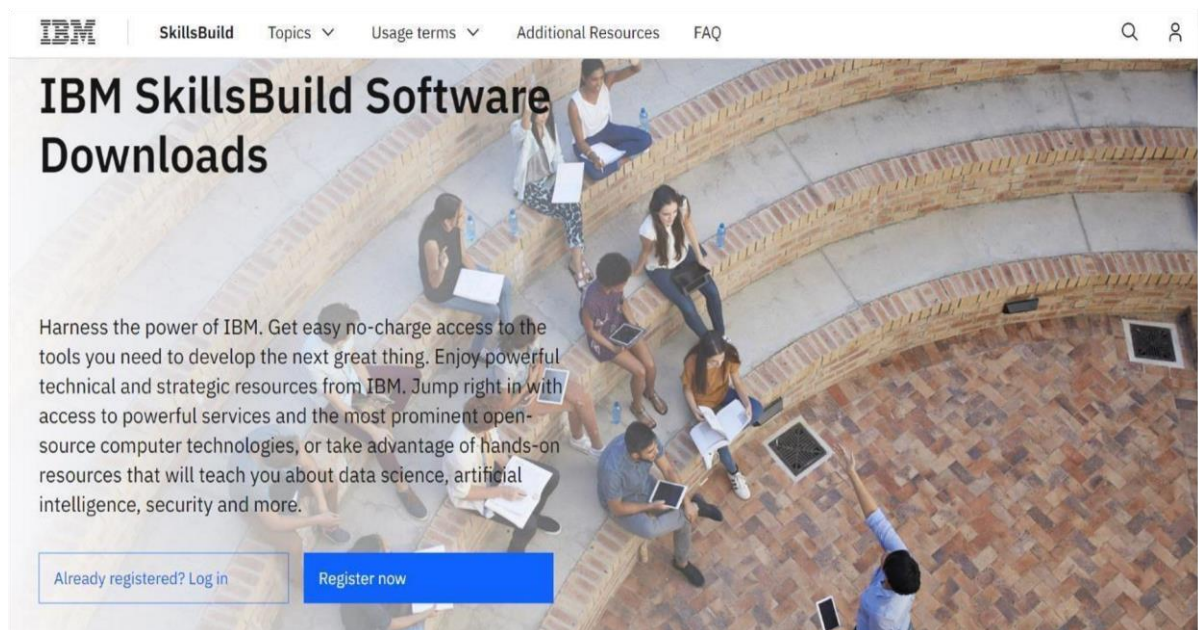 IBM
SkillsBuild
Topics
Usage terms
Additional Resources
FAQ
IBM SkillsBuild Software
Downloads
Harness the power of IBM. Get easy no-charge access to the
tools you need to develop the next great thing. Enjoy powerful
technical and strategic resources from IBM. Jump right in with
access to powerful services and the most prominent open-
source computer technologies, or take advantage of hands-on
resources that will teach you about data science, artificial
intelligence, security and more.
Already registered? Log in
Register now